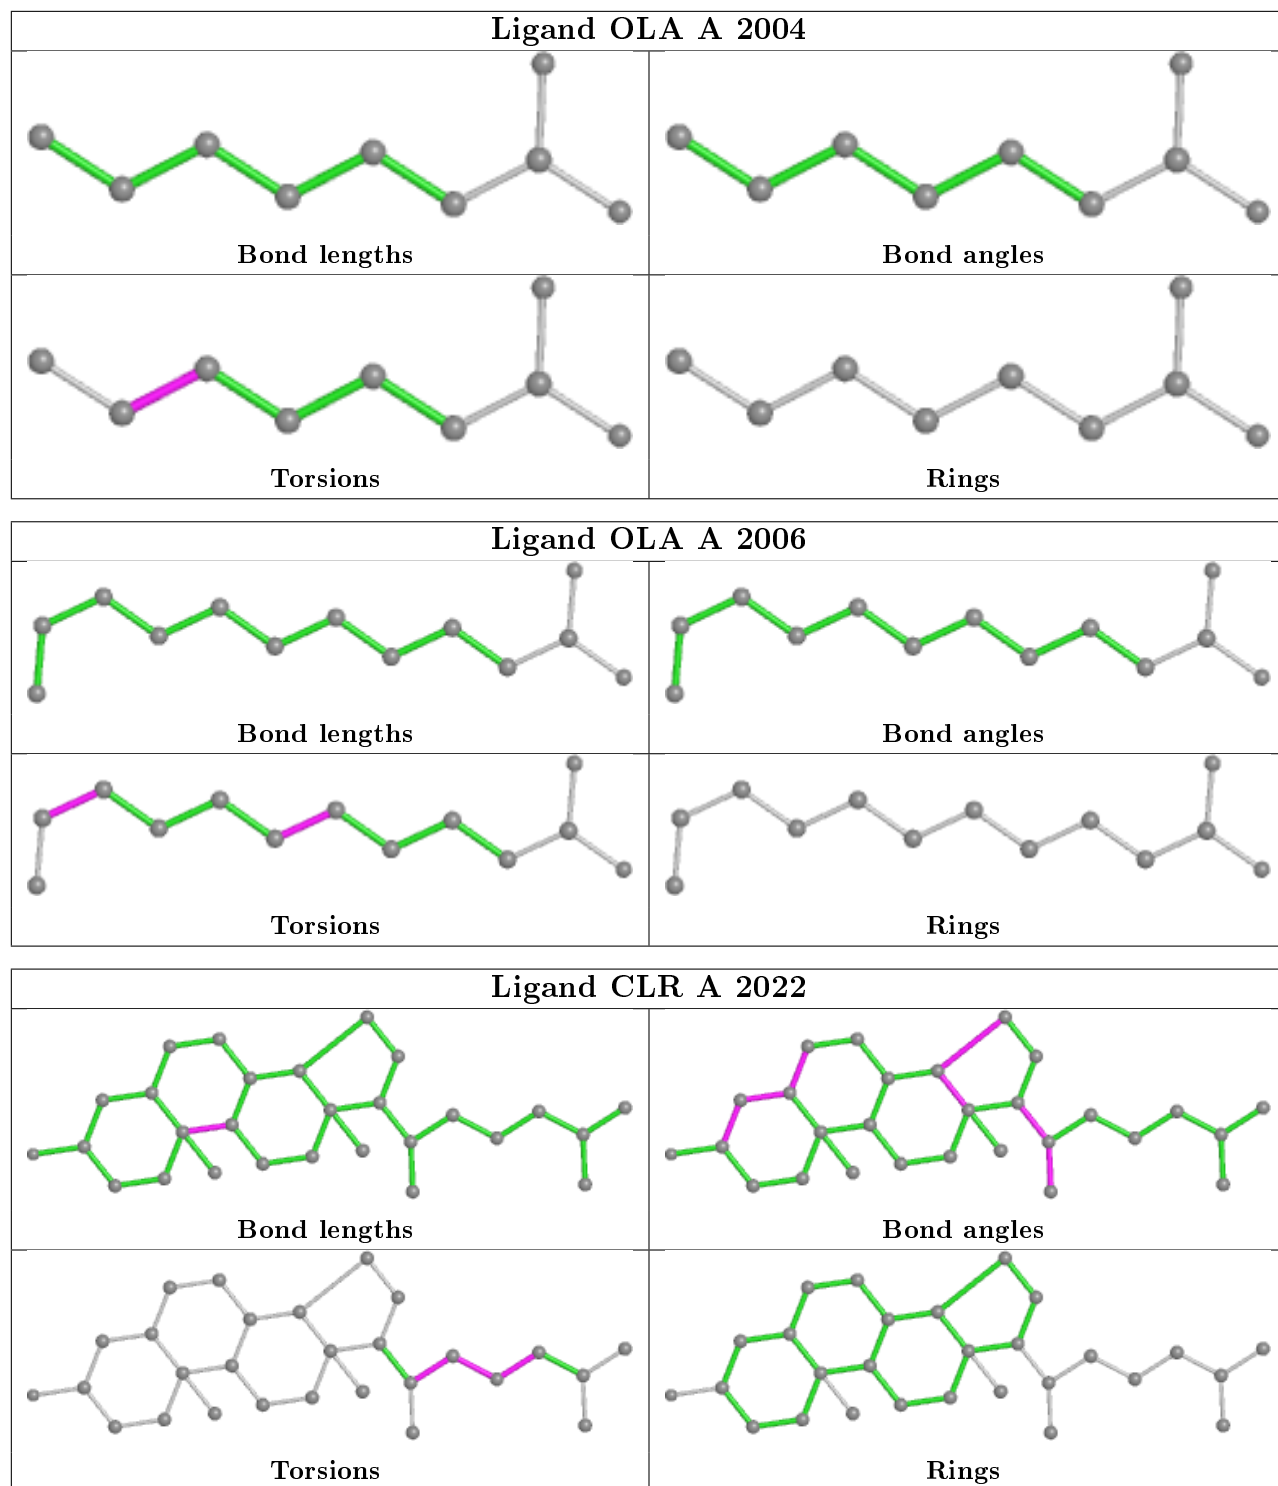 Ligand OLA A 2004
Bond lengths
Bond angles
Torsions
Rings
Ligand OLA A 2006
Bond lengths
Bond angles
Torsions
Rings
Ligand CLR A 2022
Bond lengths
Bond angles
Torsions
Rings